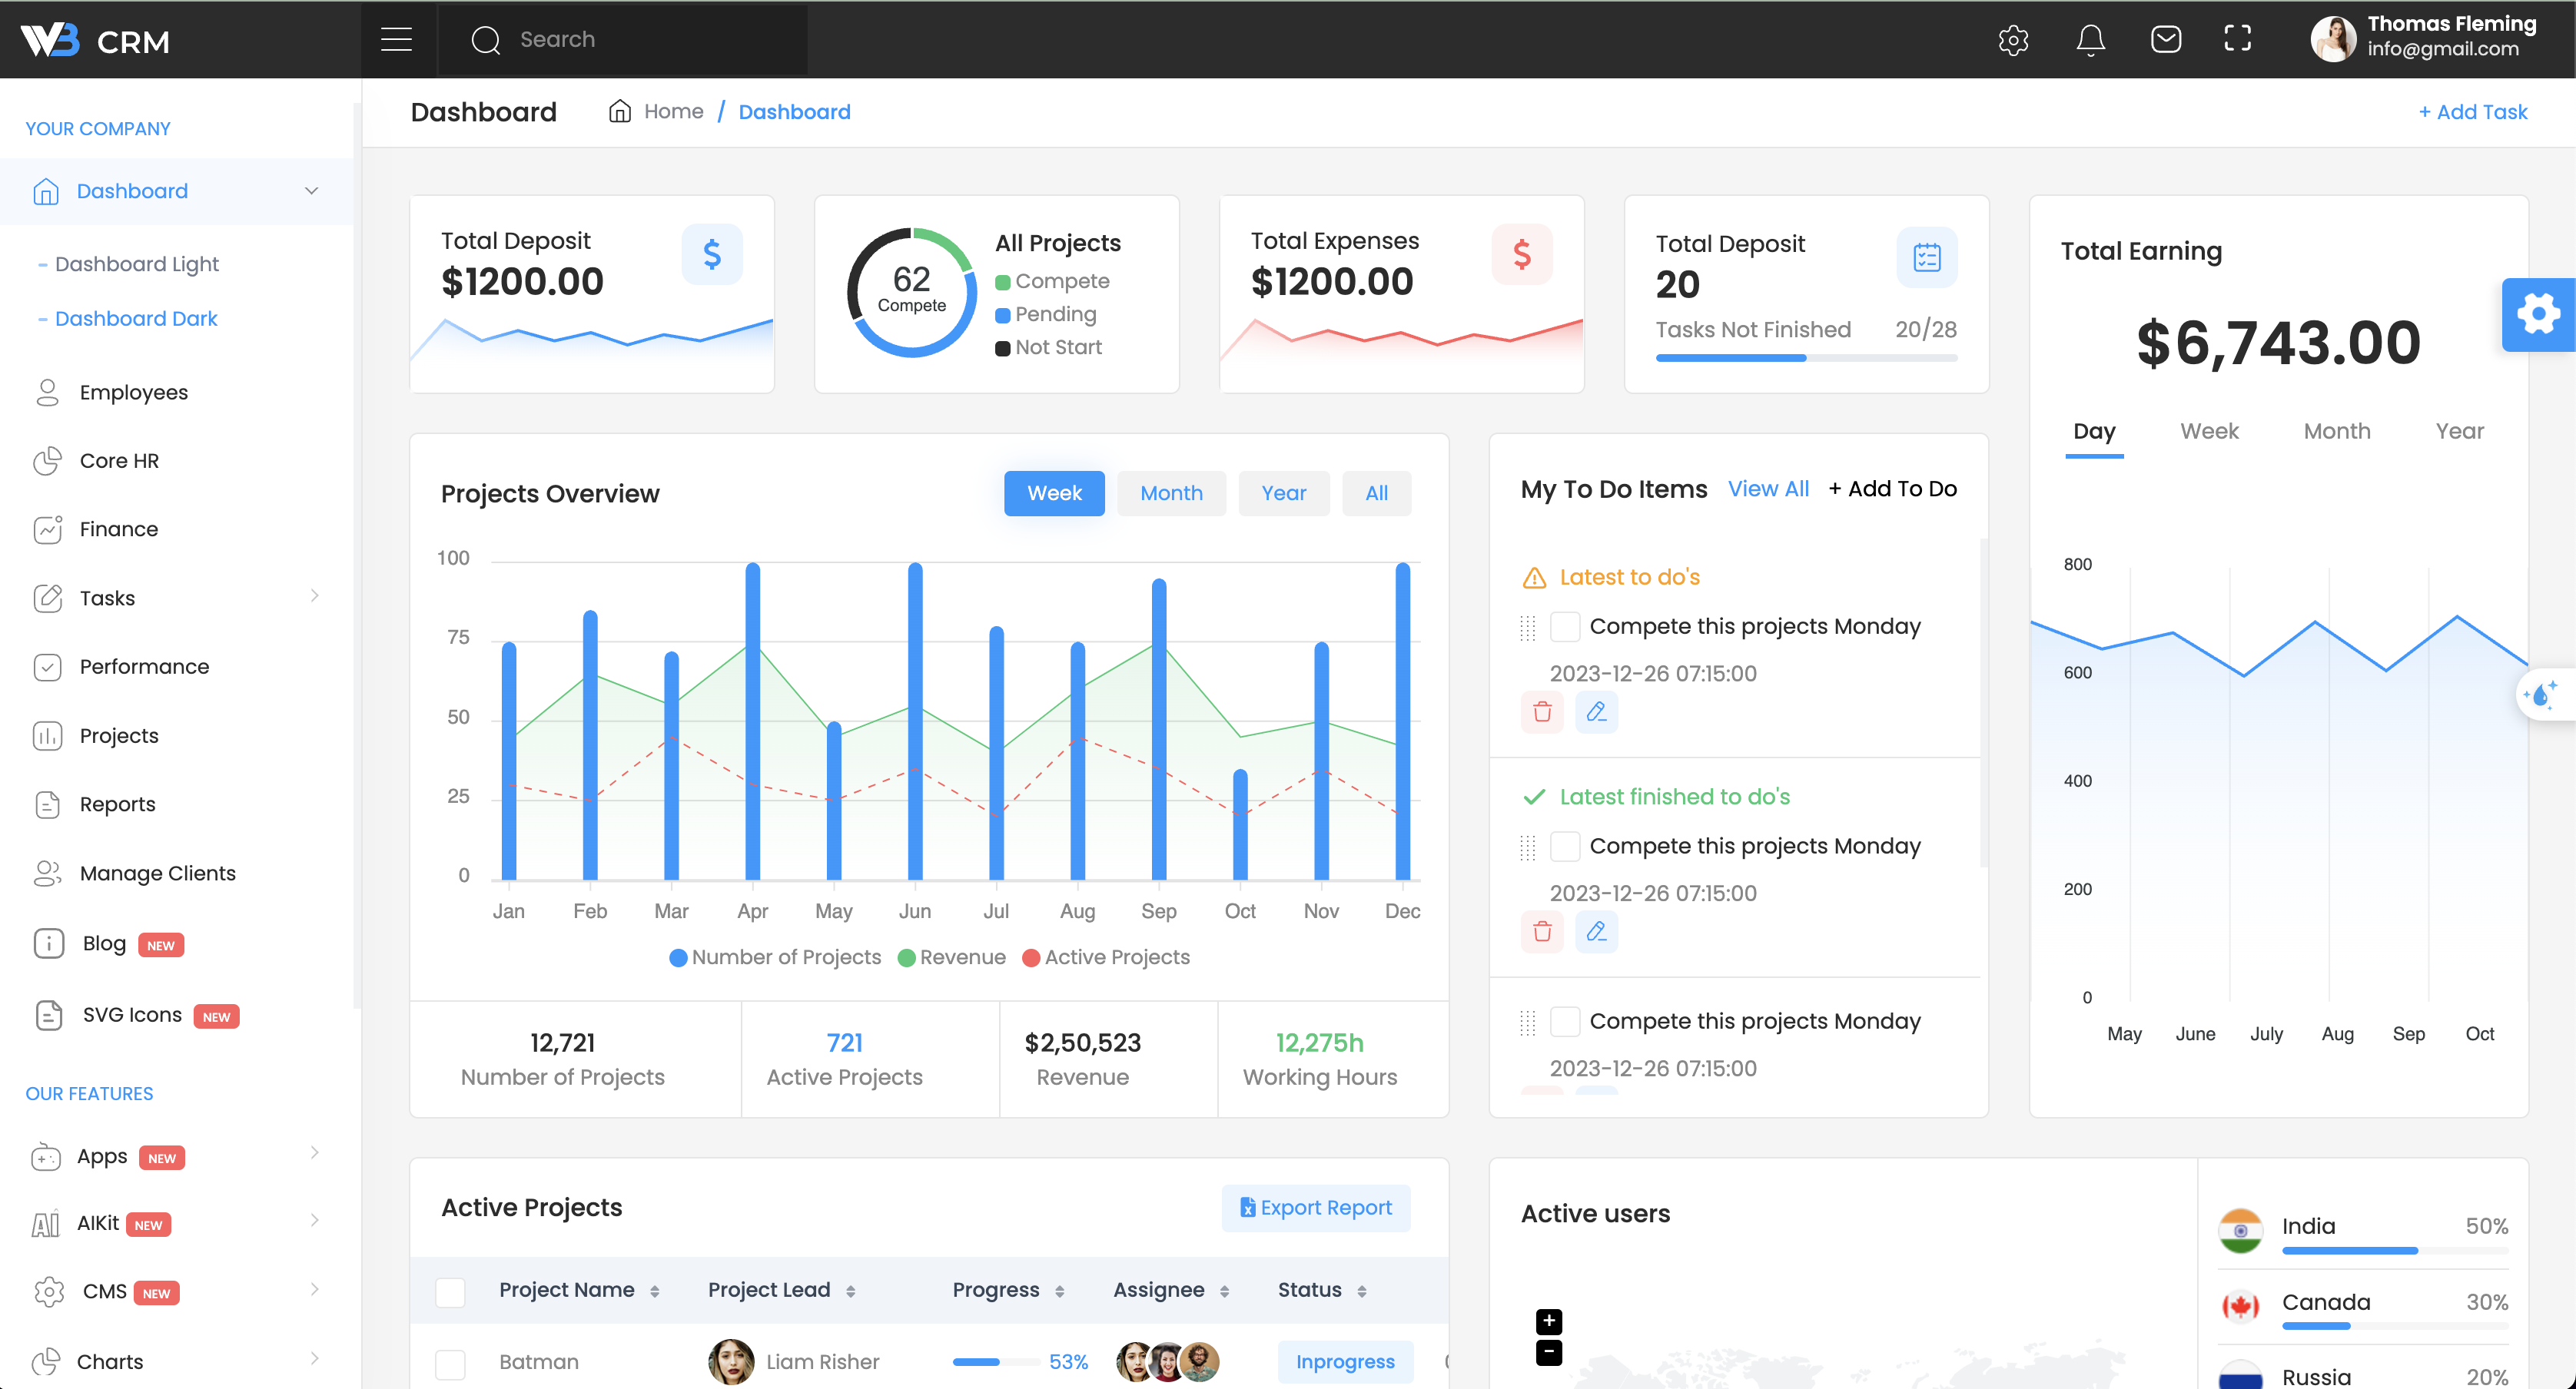 WB CRM
Search
Thomas Fleming
info@gmail.com
YOUR COMPANY
Dashboard
- Dashboard Light
- Dashboard Dark
Employees
Core HR
Finance
Tasks
Performance
Projects
Reports
Manage Clients
Blog NEW
SVG Icons NEW
OUR FEATURES
Apps NEW
AIKit NEW
CMS NEW
Charts
Dashboard
Home / Dashboard
+ Add Task
Total Deposit
$1200.00
$
62
Compete
All Projects
Compete
Pending
Not Start
Total Expenses
$1200.00
$
Total Deposit
20
Tasks Not Finished 20/28
Total Earning
$6,743.00
Day Week Month Year
800
600
400
200
0
May June July Aug Sep Oct
Projects Overview
Week Month Year All
100
75
50
25
0
Jan Feb Mar Apr May Jun Jul Aug Sep Oct Nov Dec
Number of Projects Revenue Active Projects
12,721
Number of Projects
721
Active Projects
$2,50,523
Revenue
12,275h
Working Hours
My To Do Items View All + Add To Do
Latest to do's
Compete this projects Monday
2023-12-26 07:15:00
Latest finished to do's
Compete this projects Monday
2023-12-26 07:15:00
Compete this projects Monday
2023-12-26 07:15:00
Active Projects
Export Report
Project Name Project Lead Progress Assignee Status
Batman Liam Risher 53% Inprogress
Active users
+
-
India 50%
Canada 30%
Russia 20%